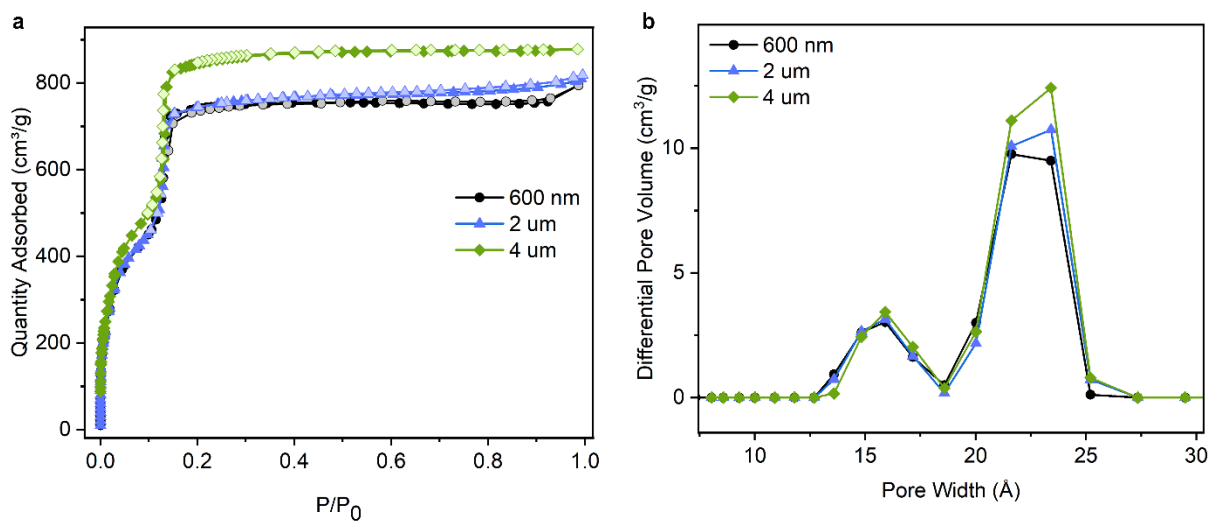 a
Quantity Adsorbed (cm³/g)
800
600
400
200
0
600 nm
2 um
4 um
0.0 0.2 0.4 0.6 0.8 1.0
P/P₀
b
Differential Pore Volume (cm³/g)
10
5
0
600 nm
2 um
4 um
10 15 20 25 30
Pore Width (Å)